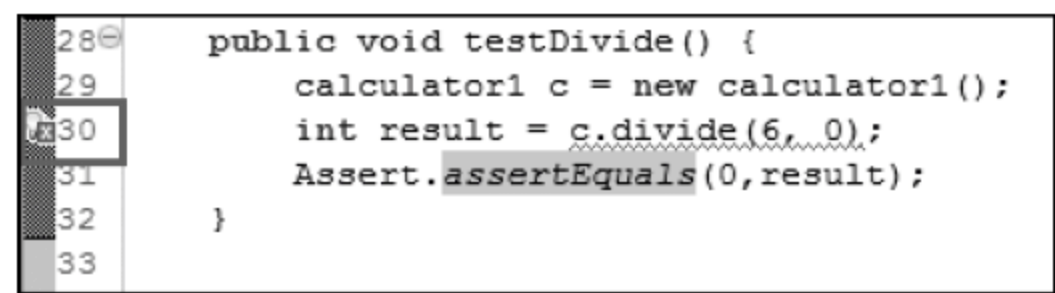 28 public void testDivide() {
29 calculator1 c = new calculator1();
30 int result = c.divide(6, 0);
31 Assert.assertEquals(0,result);
32 }
33